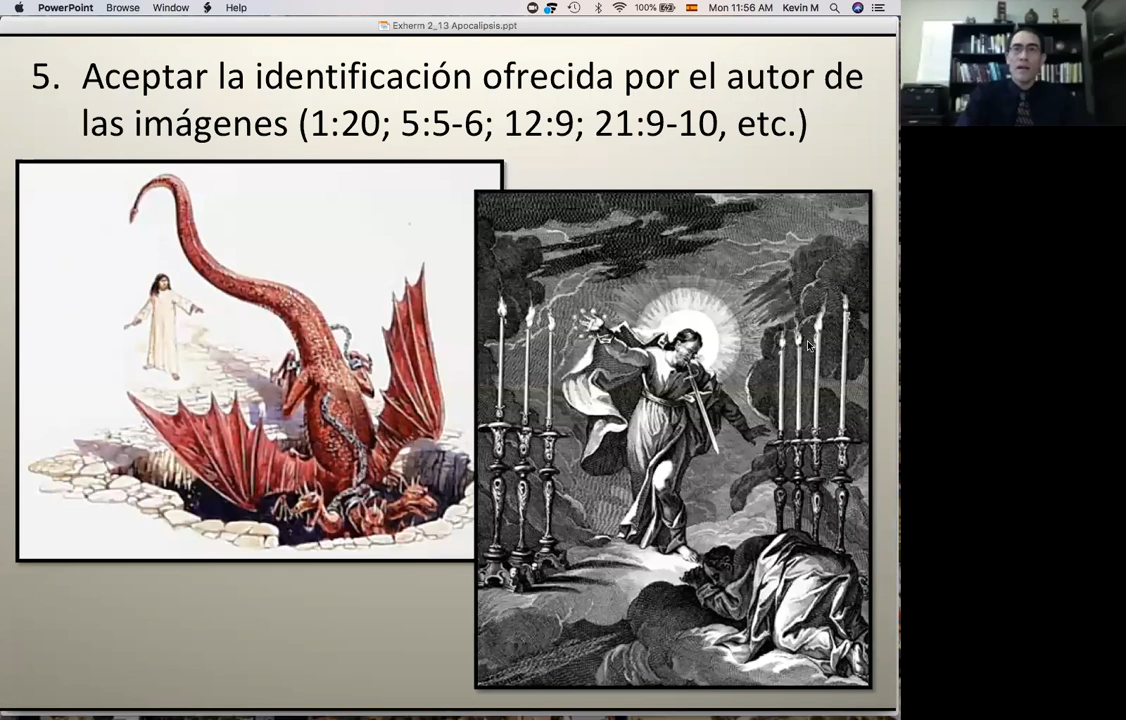 PowerPoint Browse Window Help 100% Mon 11:56 AM Kevin M
Exherm 2_13 Apocalipsis.ppt
5. Aceptar la identificación ofrecida por el autor de
las imágenes (1:20; 5:5-6; 12:9; 21:9-10, etc.)